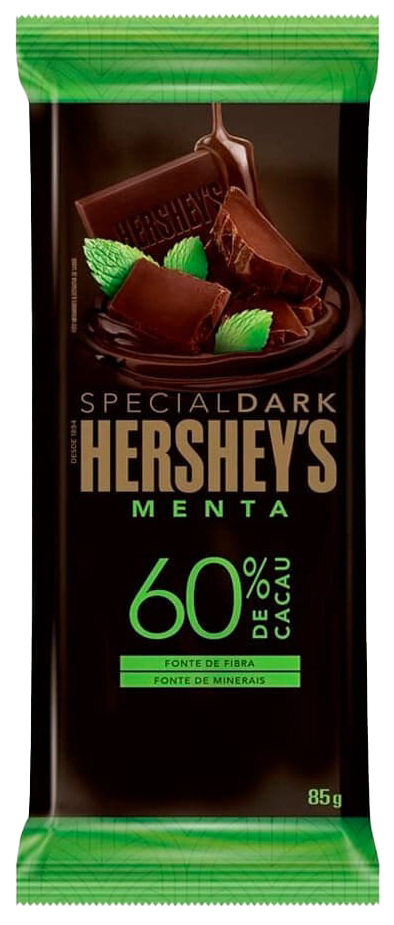 HERSHEY'S
SPECIALDARK
DESDE 1894
HERSHEY'S
MENTA
60%
DE CACAU
FONTE DE FIBRA
FONTE DE MINERAIS
85g